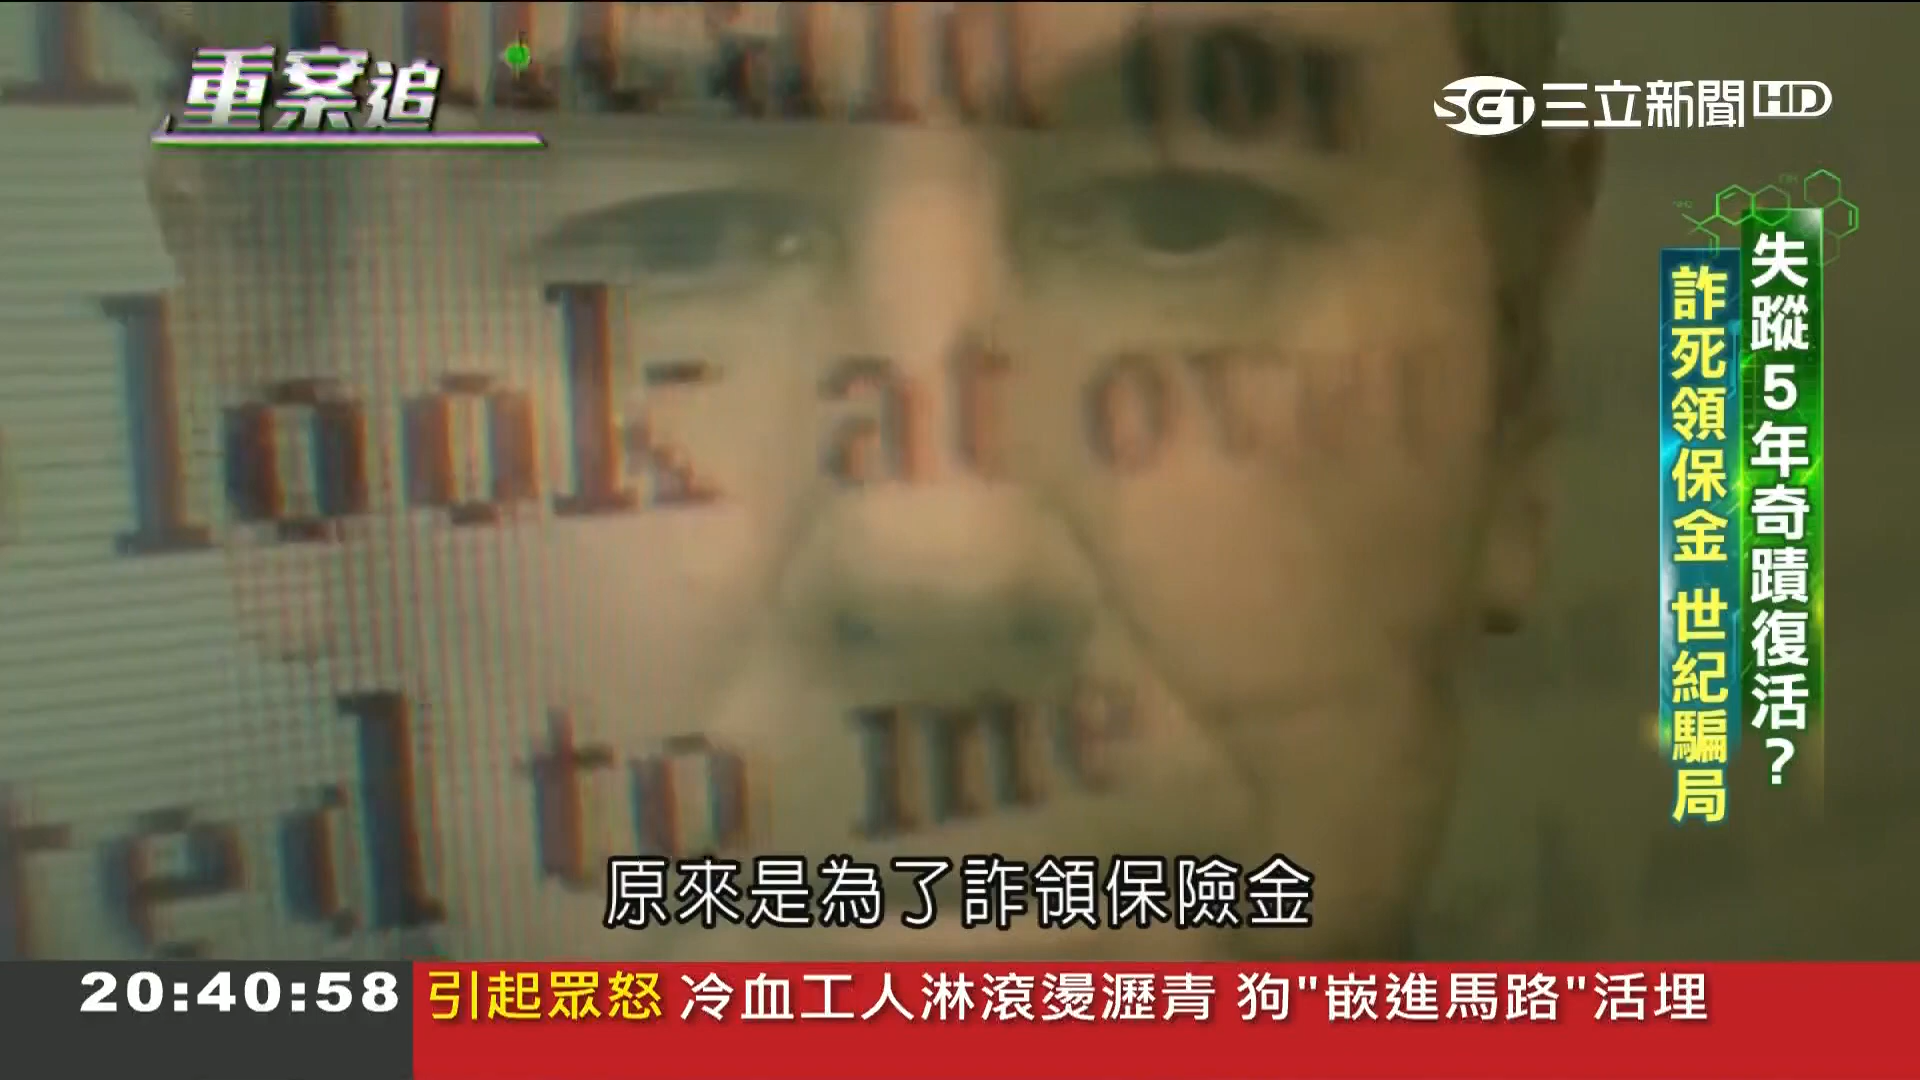 重案追
SET三立新聞HD
失蹤5年奇蹟復活?
詐死領保金 世紀騙局
look at ov
ted to me
原來是為了詐領保險金
20:40:58
引起眾怒 冷血工人淋滾燙瀝青 狗"嵌進馬路"活埋